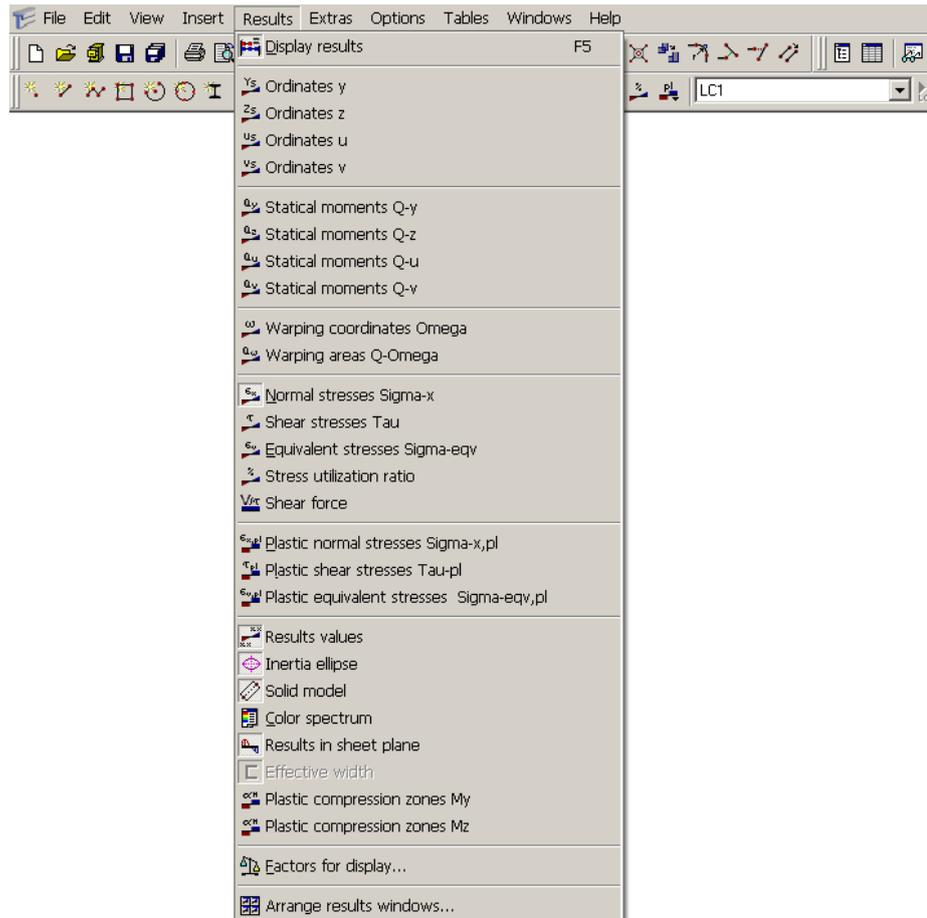 File Edit View Insert Results Extras Options Tables Windows Help
Display results F5
LC1
Ordinates y
Ordinates z
Ordinates u
Ordinates v
Statical moments Q-y
Statical moments Q-z
Statical moments Q-u
Statical moments Q-v
Warping coordinates Omega
Warping areas Q-Omega
Normal stresses Sigma-x
Shear stresses Tau
Equivalent stresses Sigma-eqv
Stress utilization ratio
Shear force
Plastic normal stresses Sigma-x,pl
Plastic shear stresses Tau-pl
Plastic equivalent stresses Sigma-eqv,pl
Results values
Inertia ellipse
Solid model
Color spectrum
Results in sheet plane
Effective width
Plastic compression zones My
Plastic compression zones Mz
Factors for display...
Arrange results windows...